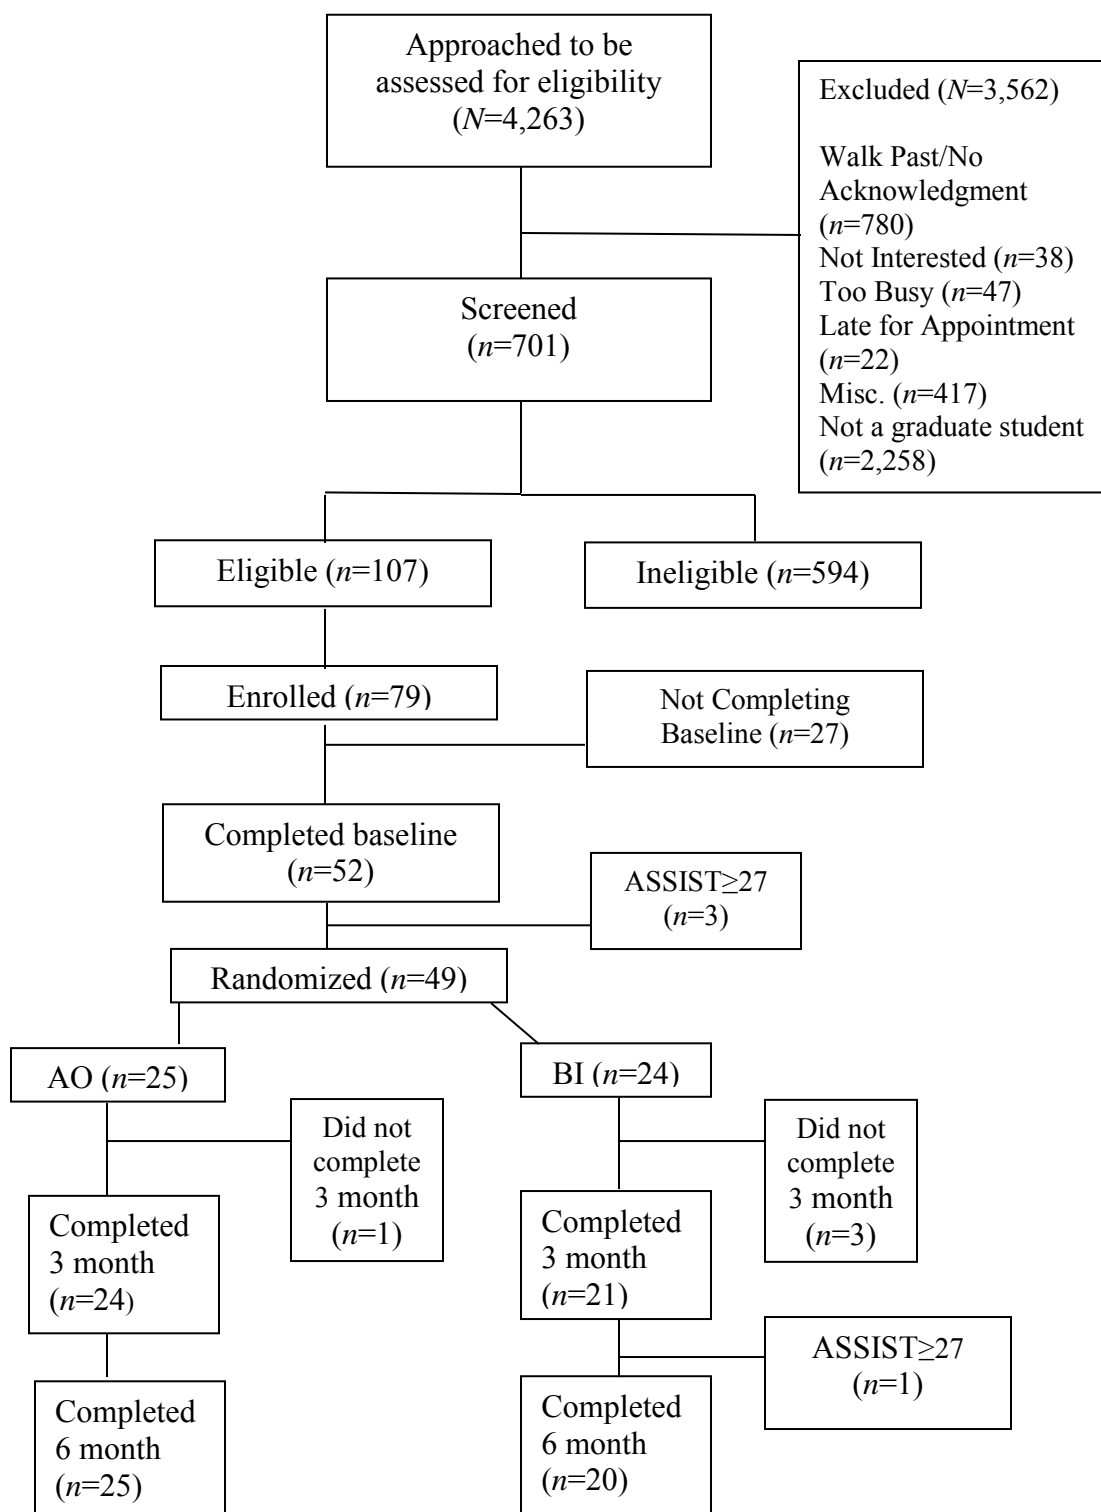 Approached to be
assessed for eligibility
(N=4,263)
Excluded (N=3,562)
Walk Past/No
Acknowledgment
(n=780)
Not Interested (n=38)
Too Busy (n=47)
Late for Appointment
(n=22)
Misc. (n=417)
Not a graduate student
(n=2,258)
Screened
(n=701)
Eligible (n=107)
Ineligible (n=594)
Enrolled (n=79)
Not Completing
Baseline (n=27)
Completed baseline
(n=52)
ASSIST≥27
(n=3)
Randomized (n=49)
AO (n=25)
BI (n=24)
Did not
complete
3 month
(n=1)
Did not
complete
3 month
(n=3)
Completed
3 month
(n=24)
Completed
3 month
(n=21)
ASSIST≥27
(n=1)
Completed
6 month
(n=25)
Completed
6 month
(n=20)